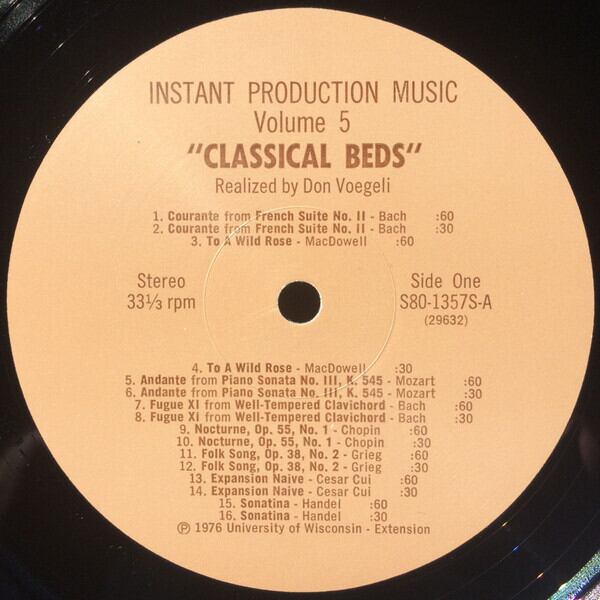 INSTANT PRODUCTION MUSIC
Volume 5
"CLASSICAL BEDS"
Realized by Don Voegeli
1. Courante from French Suite No. II - Bach :60
2. Courante from French Suite No. II - Bach :30
3. To A Wild Rose - MacDowell :60
Stereo
33⅓ rpm
Side One
S80-1357S-A
(29632)
4. To A Wild Rose - MacDowell :30
5. Andante from Piano Sonata No. III, K. 545 - Mozart :60
6. Andante from Piano Sonata No. III, K. 545 - Mozart :30
7. Fugue XI from Well-Tempered Clavichord - Bach :60
8. Fugue XI from Well-Tempered Clavichord - Bach :30
9. Nocturne, Op. 55, No. 1 - Chopin :60
10. Nocturne, Op. 55, No. 1 - Chopin :30
11. Folk Song, Op. 38, No. 2 - Grieg :60
12. Folk Song, Op. 38, No. 2 - Grieg :30
13. Expansion Naive - Cesar Cui :60
14. Expansion Naive - Cesar Cui :30
15. Sonatina - Handel :60
16. Sonatina - Handel :30
℗ 1976 University of Wisconsin - Extension